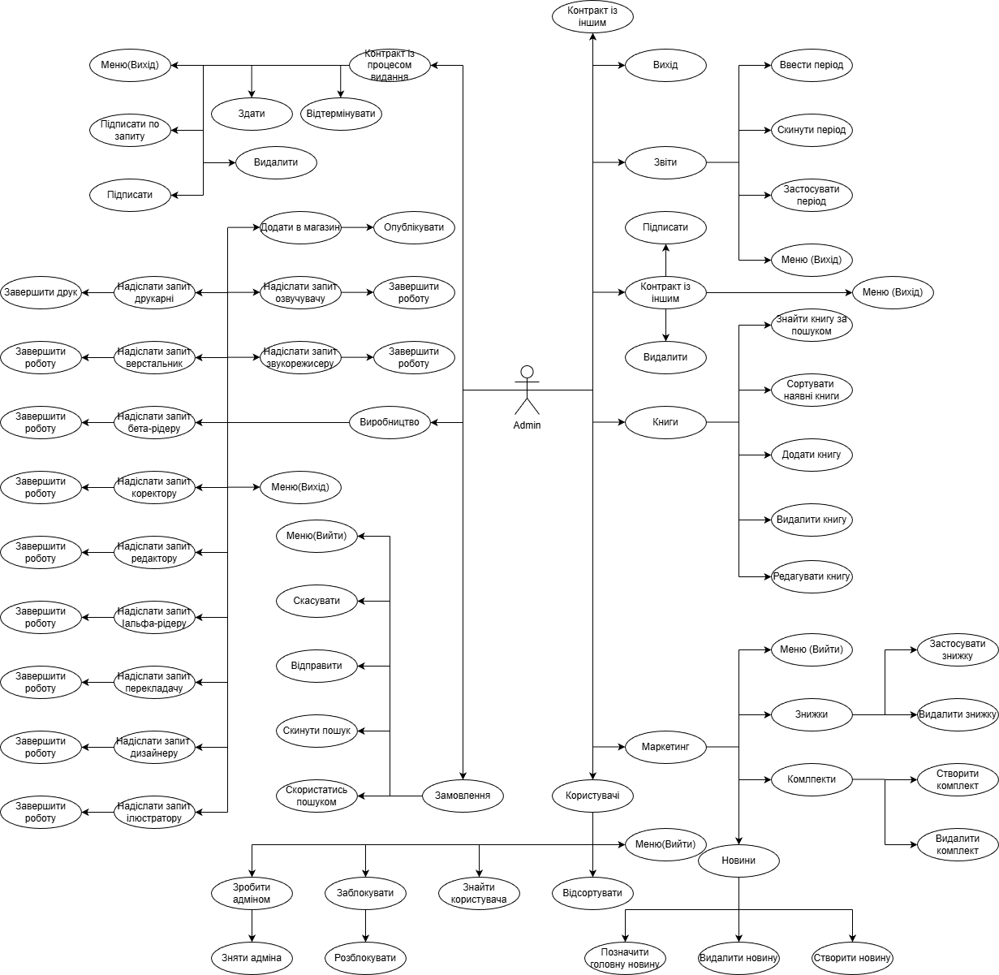 Контракт із
іншим
Меню(Вихід)
Контракт із
процесом
видання
Вихід
Ввести період
Здати
Відтермінувати
Підписати по
запиту
Скинути період
Видалити
Звіти
Підписати
Застосувати
період
Додати в магазин
Опублікувати
Підписати
Меню (Вихід)
Завершити друк
Надіслати запит
друкарні
Надіслати запит
озвучувачу
Завершити
роботу
Контракт із
іншим
Меню (Вихід)
Знайти книгу за
пошуком
Завершити
роботу
Надіслати запит
верстальник
Надіслати запит
звукорежисеру
Завершити
роботу
Видалити
Сортувати
наявні книги
Admin
Завершити
роботу
Надіслати запит
бета-рідеру
Виробництво
Книги
Додати книгу
Завершити
роботу
Надіслати запит
коректору
Меню(Вихід)
Видалити книгу
Меню(Вийти)
Завершити
роботу
Надіслати запит
редактору
Редагувати книгу
Скасувати
Завершити
роботу
Надіслати запит
Іальфа-рідеру
Меню (Вийти)
Застосувати
знижку
Відправити
Завершити
роботу
Надіслати запит
перекладачу
Знижки
Видалити знижку
Скинути пошук
Завершити
роботу
Надіслати запит
дизайнеру
Маркетинг
Скористатись
пошуком
Замовлення
Користувачі
Комлпекти
Створити
комплект
Завершити
роботу
Надіслати запит
ілюстратору
Меню(Вийти)
Новини
Видалити
комплект
Зробити
адміном
Заблокувати
Знайти
користувача
Відсортувати
Зняти адміна
Розблокувати
Позначити
головну новину
Видалити новину
Створити новину